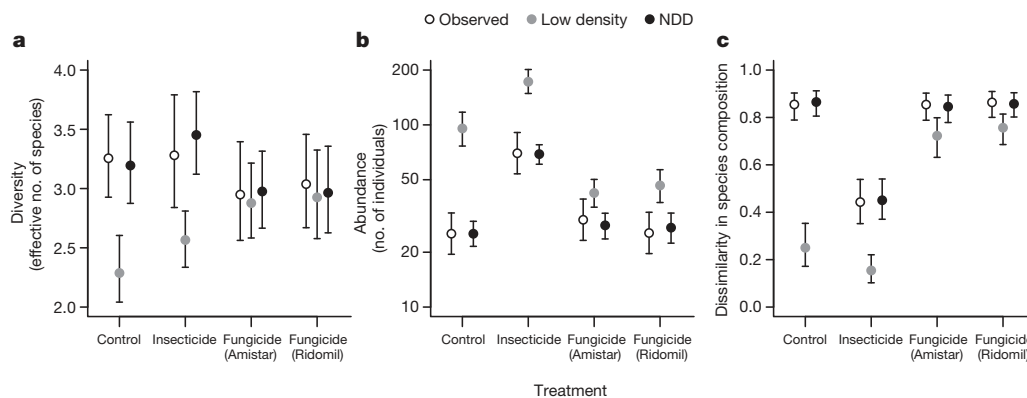 Observed Low density NDD
a
b
c
Diversity
(effective no. of species)
4.0
3.5
3.0
2.5
2.0
Control
Insecticide
Fungicide
(Amistar)
Fungicide
(Ridomil)
Abundance
(no. of individuals)
200
100
50
20
10
Control
Insecticide
Fungicide
(Amistar)
Fungicide
(Ridomil)
Dissimilarity in species composition
1.0
0.8
0.6
0.4
0.2
0.0
Control
Insecticide
Fungicide
(Amistar)
Fungicide
(Ridomil)
Treatment